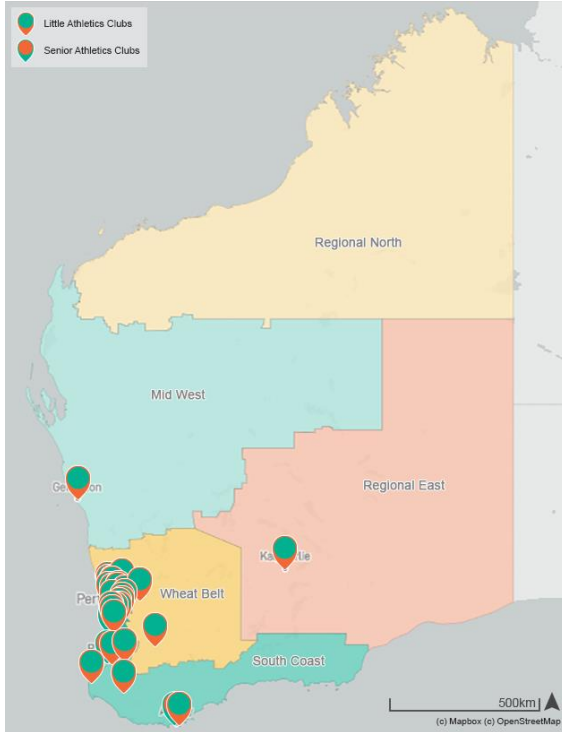 Little Athletics Clubs
Senior Athletics Clubs
Regional North
Mid West
Regional East
Wheat Belt
South Coast
500km
(c) Mapbox (c) OpenStreetMap